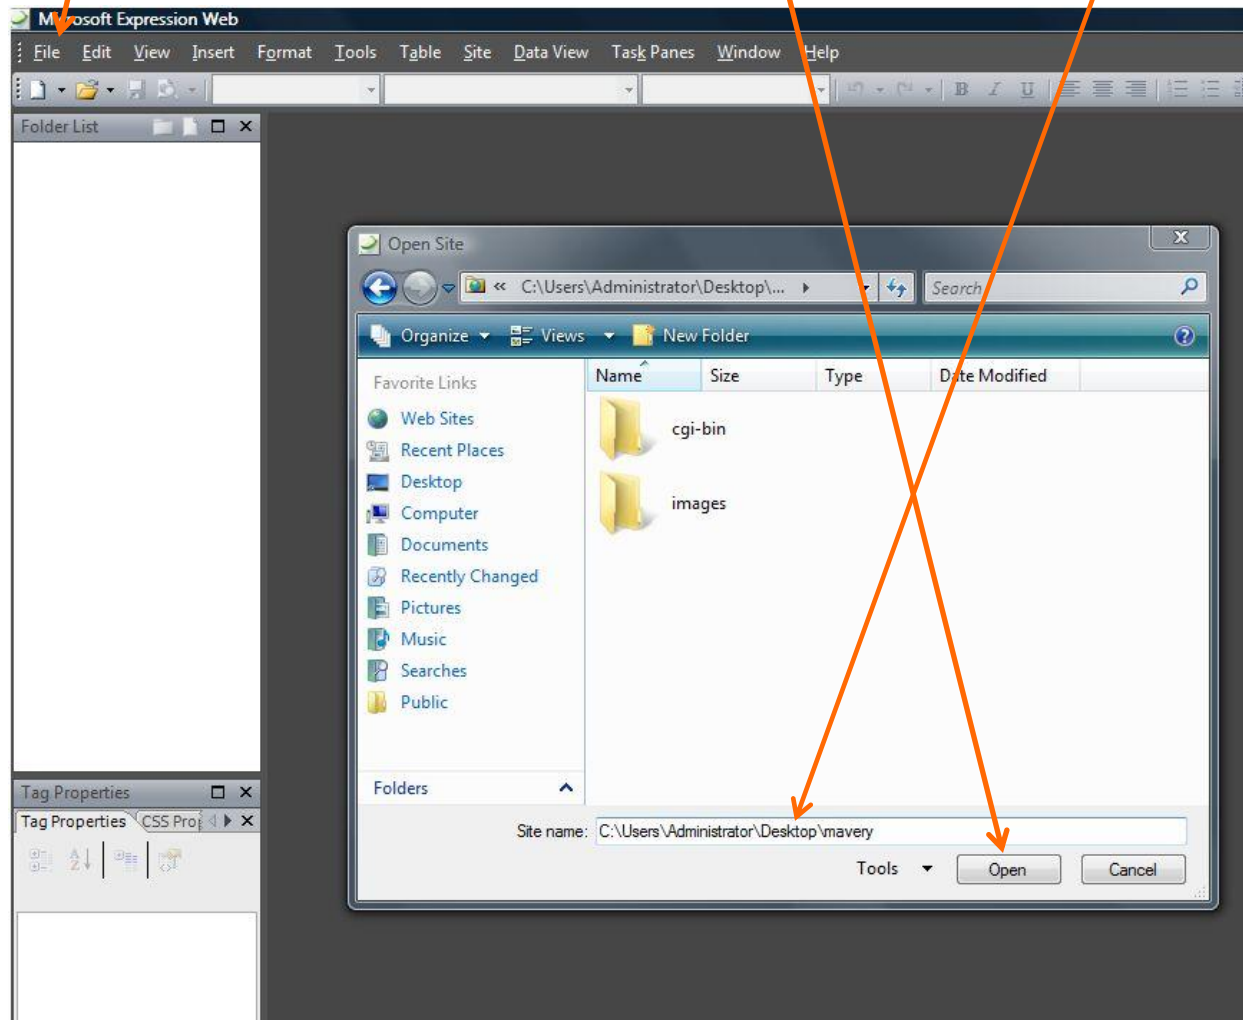 Microsoft Expression Web
File Edit View Insert Format Tools Table Site Data View Task Panes Window Help
B I U
Folder List
Open Site
« C:\Users\Administrator\Desktop\... Search
Organize Views New Folder
Favorite Links
Name Size Type Date Modified
Web Sites
Recent Places
Desktop
Computer
Documents
Recently Changed
Pictures
Music
Searches
Public
cgi-bin
images
Folders
Tag Properties
Tag Properties CSS Prop
Site name: C:\Users\Administrator\Desktop\mavery
Tools Open Cancel